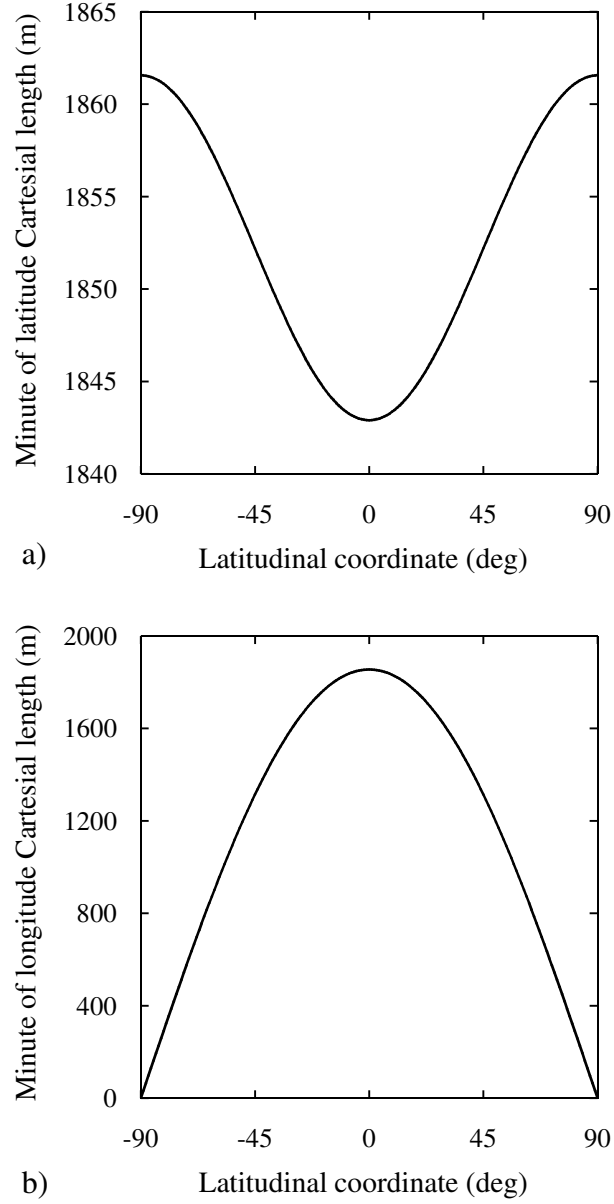 1865
1860
1855
1850
1845
1840
Minute of latitude Cartesial length (m)
-90 -45 0 45 90
a) Latitudinal coordinate (deg)
2000
1600
1200
800
400
0
Minute of longitude Cartesial length (m)
-90 -45 0 45 90
b) Latitudinal coordinate (deg)